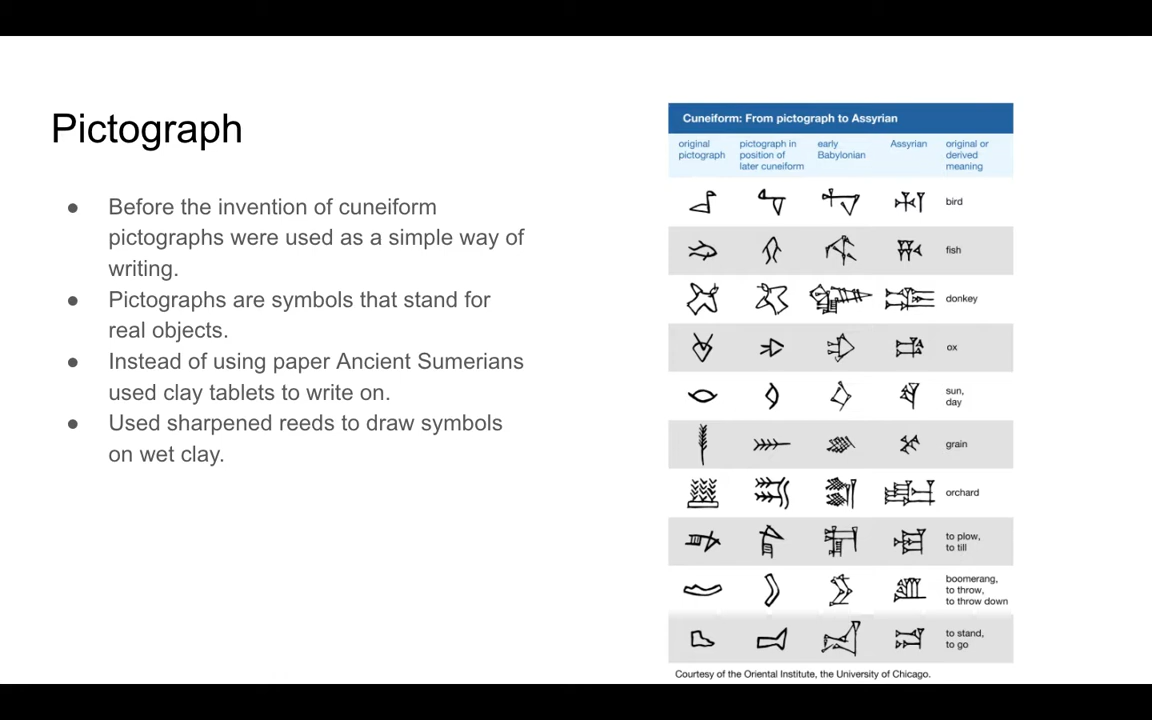 Pictograph
● Before the invention of cuneiform
pictographs were used as a simple way of
writing.
● Pictographs are symbols that stand for
real objects.
● Instead of using paper Ancient Sumerians
used clay tablets to write on.
● Used sharpened reeds to draw symbols
on wet clay.
Cuneiform: From pictograph to Assyrian
original
pictograph
pictograph in
position of
later cuneiform
early
Babylonian
Assyrian
original or
derived
meaning
bird
fish
donkey
ox
sun,
day
grain
orchard
to plow,
to till
boomerang,
to throw,
to throw down
to stand,
to go
Courtesy of the Oriental Institute, the University of Chicago.